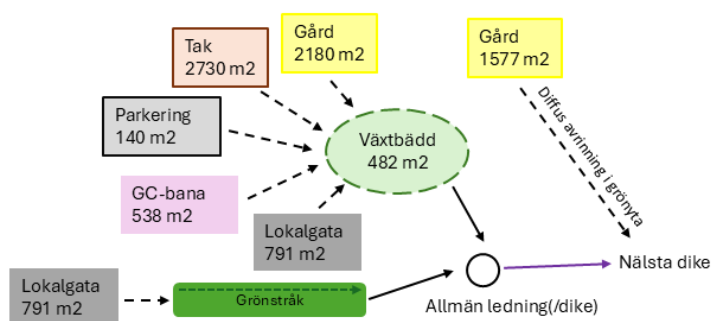 Tak
2730 m2
Gård
2180 m2
Gård
1577 m2
Parkering
140 m2
Växtbädd
482 m2
Diffus avrinning i grönyta
GC-bana
538 m2
Lokalgata
791 m2
Nälsta dike
Lokalgata
791 m2
Grönstråk
Allmän ledning(/dike)